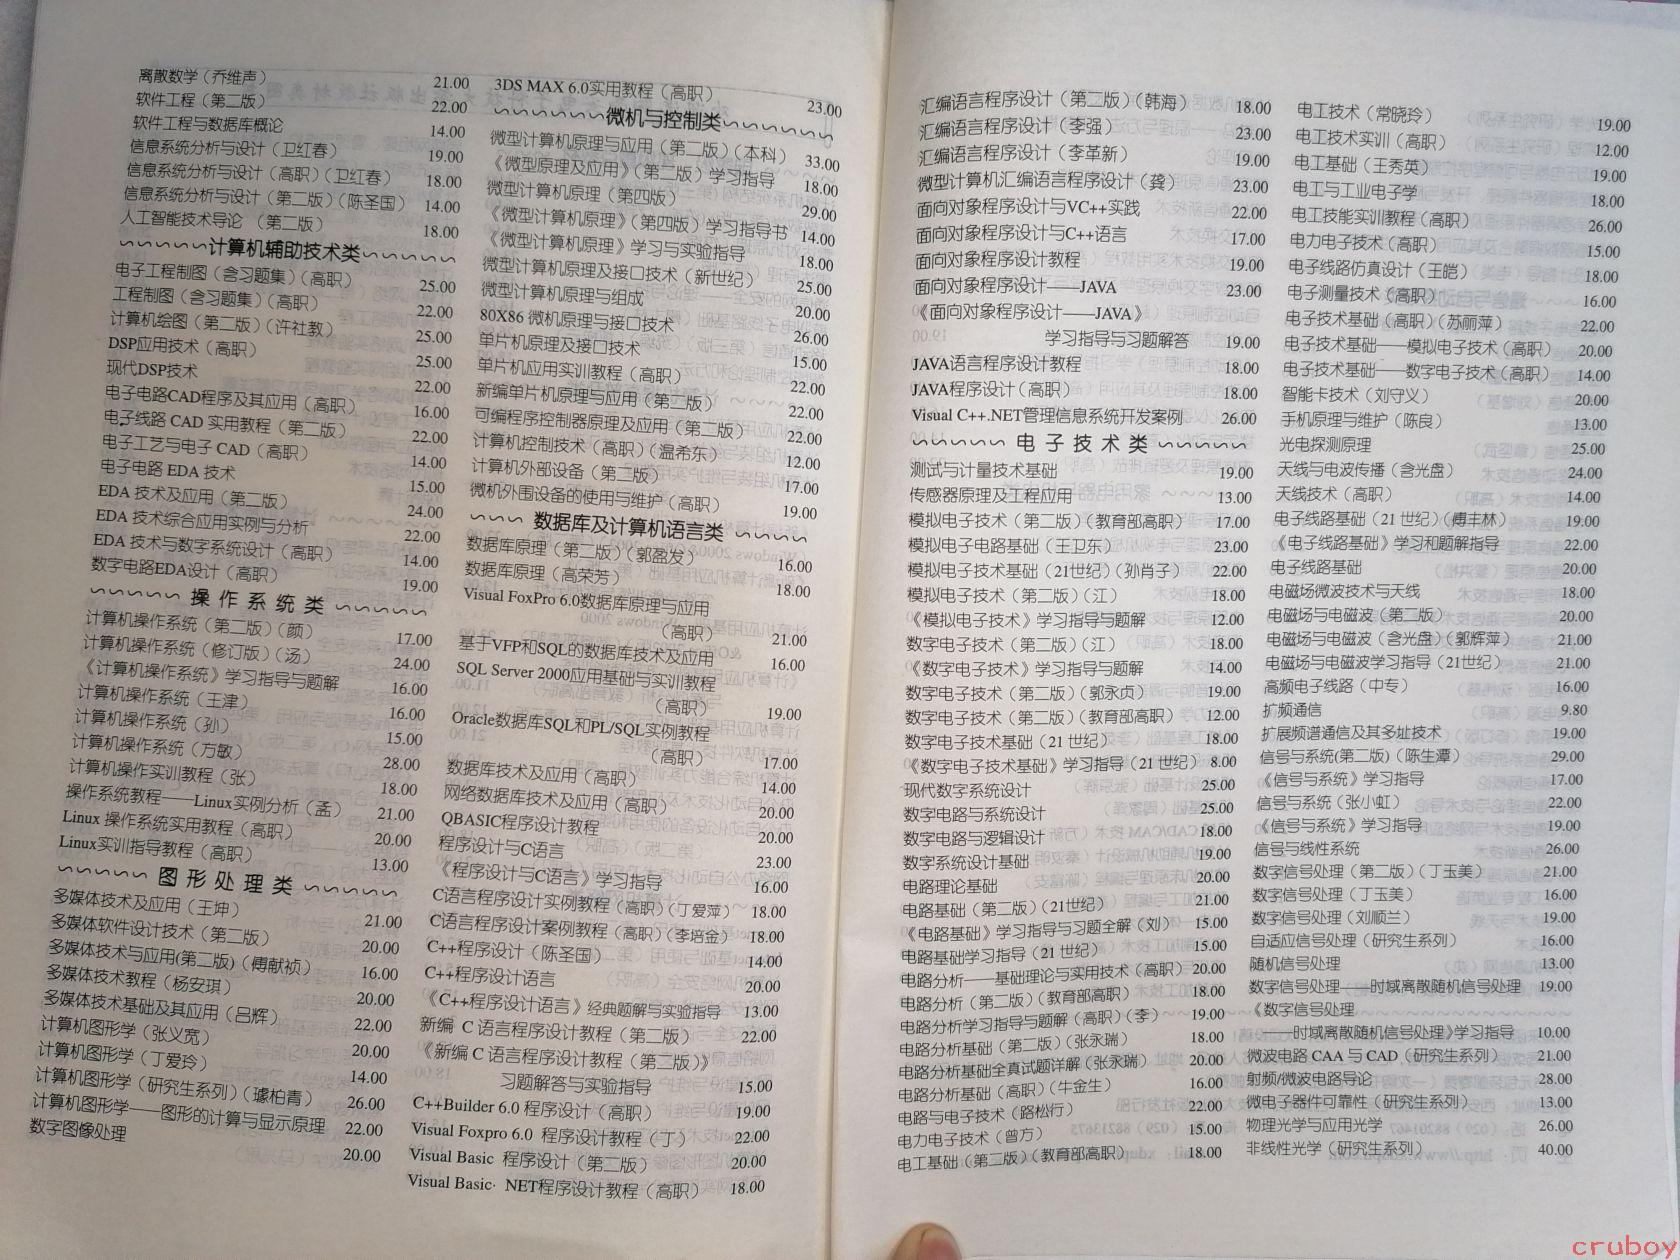 离散数学（乔维声） 21.00
软件工程（第二版） 22.00
软件工程与数据库概论 14.00
信息系统分析与设计（卫红春） 19.00
信息系统分析与设计（高职）（卫红春） 18.00
信息系统分析与设计（第二版）（陈圣国） 14.00
人工智能技术导论 （第二版） 18.00
计算机辅助技术类
电子工程制图（含习题集）（高职） 25.00
工程制图（含习题集）（高职） 22.00
计算机绘图（第二版）（许社教） 25.00
DSP应用技术（高职） 25.00
现代DSP技术 22.00
电子电路CAD程序及其应用（高职） 16.00
电子线路 CAD 实用教程（第二版） 22.00
电子工艺与电子 CAD（高职） 14.00
电子电路 EDA 技术 15.00
EDA 技术及应用（第二版） 24.00
EDA 技术综合应用实例与分析 22.00
EDA 技术与数字系统设计（高职） 14.00
数字电路EDA设计（高职） 19.00
操作系统类
计算机操作系统（第二版）（颜） 17.00
计算机操作系统（修订版）（汤） 24.00
《计算机操作系统》学习指导与题解 16.00
计算机操作系统（王津） 16.00
计算机操作系统（孙） 15.00
计算机操作系统（方敏） 28.00
计算机操作实训教程（张） 18.00
操作系统教程——Linux实例分析（孟） 21.00
Linux 操作系统实用教程（高职） 20.00
Linux实训指导教程（高职） 13.00
图形处理类
多媒体技术及应用（王坤） 21.00
多媒体软件设计技术（第二版） 20.00
多媒体技术与应用(第二版)（傅献祯） 16.00
多媒体技术教程（杨安琪） 20.00
多媒体技术基础及其应用（吕辉） 22.00
计算机图形学（张义宽） 20.00
计算机图形学（丁爱玲） 14.00
计算机图形学（研究生系列）（璩柏青） 26.00
计算机图形学——图形的计算与显示原理 22.00
数字图像处理 20.00
3DS MAX 6.0实用教程（高职） 23.00
微机与控制类
微型计算机原理与应用（第二版）（本科） 33.00
《微型原理及应用》（第二版）学习指导 18.00
微型计算机原理（第四版） 29.00
《微型计算机原理》（第四版）学习指导书 14.00
《微型计算机原理》学习与实验指导 18.00
微型计算机原理及接口技术（新世纪） 25.00
微型计算机原理与组成 20.00
80X86 微机原理与接口技术 26.00
单片机原理及接口技术 15.00
单片机应用实训教程（高职） 22.00
新编单片机原理与应用（第二版） 22.00
可编程序控制器原理及应用（第二版） 22.00
计算机控制技术（高职）（温希东） 12.00
计算机外部设备（第二版） 17.00
微机外围设备的使用与维护（高职） 19.00
数据库及计算机语言类
数据库原理（第二版）（郭盈发） 16.00
数据库原理（高荣芳） 18.00
Visual FoxPro 6.0数据库原理与应用
（高职） 21.00
基于VFP和SQL的数据库技术及应用 16.00
SQL Server 2000应用基础与实训教程
（高职） 19.00
Oracle数据库SQL和PL/SQL实例教程
（高职） 17.00
数据库技术及应用（高职） 14.00
网络数据库技术及应用（高职） 20.00
QBASIC程序设计教程 20.00
程序设计与C语言 23.00
《程序设计与C语言》学习指导 16.00
C语言程序设计实例教程（高职）（丁爱萍） 18.00
C语言程序设计案例教程（高职）（李培金） 18.00
C++程序设计（陈圣国） 14.00
C++程序设计语言 20.00
《C++程序设计语言》经典题解与实验指导 13.00
新编 C 语言程序设计教程（第二版） 22.00
《新编 C 语言程序设计教程（第二版）》
习题解答与实验指导 15.00
C++Builder 6.0 程序设计（高职） 19.00
Visual Foxpro 6.0 程序设计教程（丁） 22.00
Visual Basic 程序设计（第二版） 20.00
Visual Basic· NET程序设计教程（高职） 18.00
汇编语言程序设计（第二版）（韩海） 18.00
汇编语言程序设计（李强） 23.00
汇编语言程序设计（李革新） 19.00
微型计算机汇编语言程序设计（龚） 23.00
面向对象程序设计与VC++实践 22.00
面向对象程序设计与C++语言 17.00
面向对象程序设计教程 19.00
面向对象程序设计——JAVA 23.00
《面向对象程序设计——JAVA》
学习指导与习题解答 19.00
JAVA语言程序设计教程 18.00
JAVA程序设计（高职） 18.00
Visual C++.NET管理信息系统开发案例 26.00
电子技术类
测试与计量技术基础 19.00
传感器原理及工程应用 13.00
模拟电子技术（第二版）（教育部高职） 17.00
模拟电子电路基础（王卫东） 23.00
模拟电子技术基础（21世纪）（孙肖子） 22.00
模拟电子技术（第二版）（江） 18.00
《模拟电子技术》学习指导与题解 12.00
数字电子技术（第二版）（江） 18.00
《数字电子技术》学习指导与题解 14.00
数字电子技术（第二版）（郭永贞） 19.00
数字电子技术（第二版）（教育部高职） 12.00
数字电子技术基础（21 世纪） 18.00
《数字电子技术基础》学习指导（21 世纪） 8.00
现代数字系统设计 25.00
数字电路与系统设计 25.00
数字电路与逻辑设计 18.00
数字系统设计基础 19.00
电路理论基础 20.00
电路基础（第二版）（21世纪） 21.00
《电路基础》学习指导与习题全解（刘） 15.00
电路基础学习指导（21 世纪） 15.00
电路分析——基础理论与实用技术（高职） 20.00
电路分析（第二版）（教育部高职） 18.00
电路分析学习指导与题解（高职）（李） 19.00
电路分析基础（第二版）（张永瑞） 18.00
电路分析基础全真试题详解（张永瑞） 20.00
电路分析基础（高职）（牛金生） 16.00
电路与电子技术（路松行） 22.00
电力电子技术（曾方） 15.00
电工基础（第二版）（教育部高职） 18.00
电工技术（常晓玲） 19.00
电工技术实训（高职） 12.00
电工基础（王秀英） 19.00
电工与工业电子学 18.00
电工技能实训教程（高职） 26.00
电力电子技术（高职） 15.00
电子线路仿真设计（王皑） 18.00
电子测量技术（高职） 16.00
电子技术基础（高职）（苏丽萍） 22.00
电子技术基础——模拟电子技术（高职） 20.00
电子技术基础——数字电子技术（高职） 14.00
智能卡技术（刘守义） 20.00
手机原理与维护（陈良） 13.00
光电探测原理 25.00
天线与电波传播（含光盘） 24.00
天线技术（高职） 14.00
电子线路基础（21 世纪）（傅丰林） 19.00
《电子线路基础》学习和题解指导 22.00
电子线路基础 20.00
电磁场微波技术与天线 18.00
电磁场与电磁波（第二版） 20.00
电磁场与电磁波（含光盘）（郭辉萍） 21.00
电磁场与电磁波学习指导（21世纪） 21.00
高频电子线路（中专） 16.00
扩频通信 9.80
扩展频谱通信及其多址技术 19.00
信号与系统(第二版）（陈生潭） 29.00
《信号与系统》学习指导 17.00
信号与系统（张小虹） 22.00
《信号与系统》学习指导 19.00
信号与线性系统 26.00
数字信号处理（第二版）（丁玉美） 21.00
数字信号处理（丁玉美） 16.00
数字信号处理（刘顺兰） 19.00
自适应信号处理（研究生系列） 16.00
随机信号处理 13.00
数字信号处理——时域离散随机信号处理 19.00
《数字信号处理
——时域离散随机信号处理》学习指导 10.00
微波电路 CAA 与 CAD（研究生系列） 21.00
射频/微波电路导论 28.00
微电子器件可靠性（研究生系列） 13.00
物理光学与应用光学 26.00
非线性光学（研究生系列） 40.00
cruboy